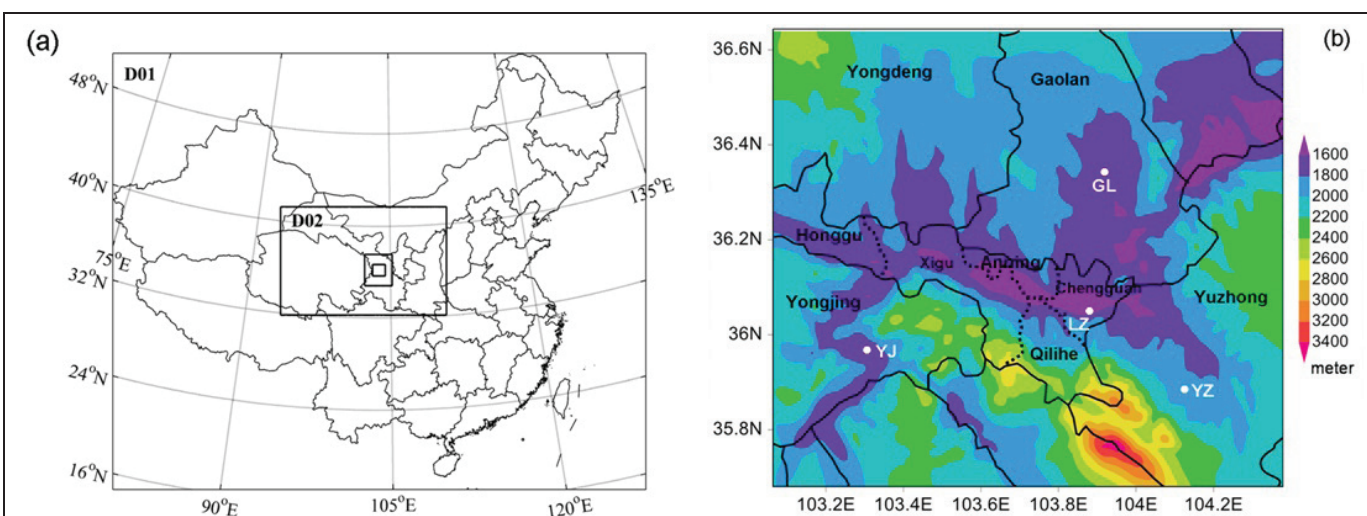 (a)
D01
48°N
40°N
75°E
32°N
24°N
16°N
D02
135°E
90°E
105°E
120°E
(b)
36.6N
36.4N
36.2N
36N
35.8N
Yongdeng
Gaolan
GL
Honggu
Xigu
Anning
Chengguan
Yongjing
Yuzhong
LZ
YJ
Qilihe
YZ
103.2E
103.4E
103.6E
103.8E
104E
104.2E
1600
1800
2000
2200
2400
2600
2800
3000
3200
3400
meter